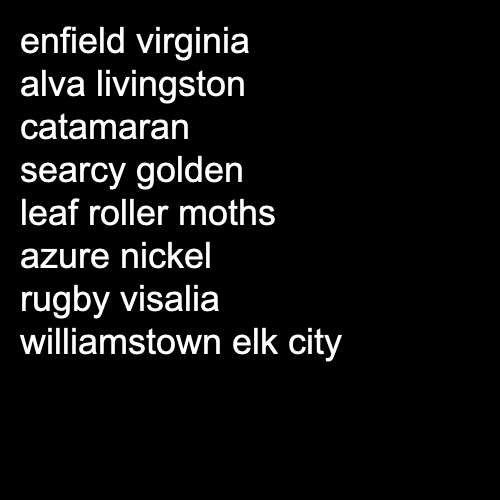 enfield virginia
alva livingston
catamaran
searcy golden
leaf roller moths
azure nickel
rugby visalia
williamstown elk city